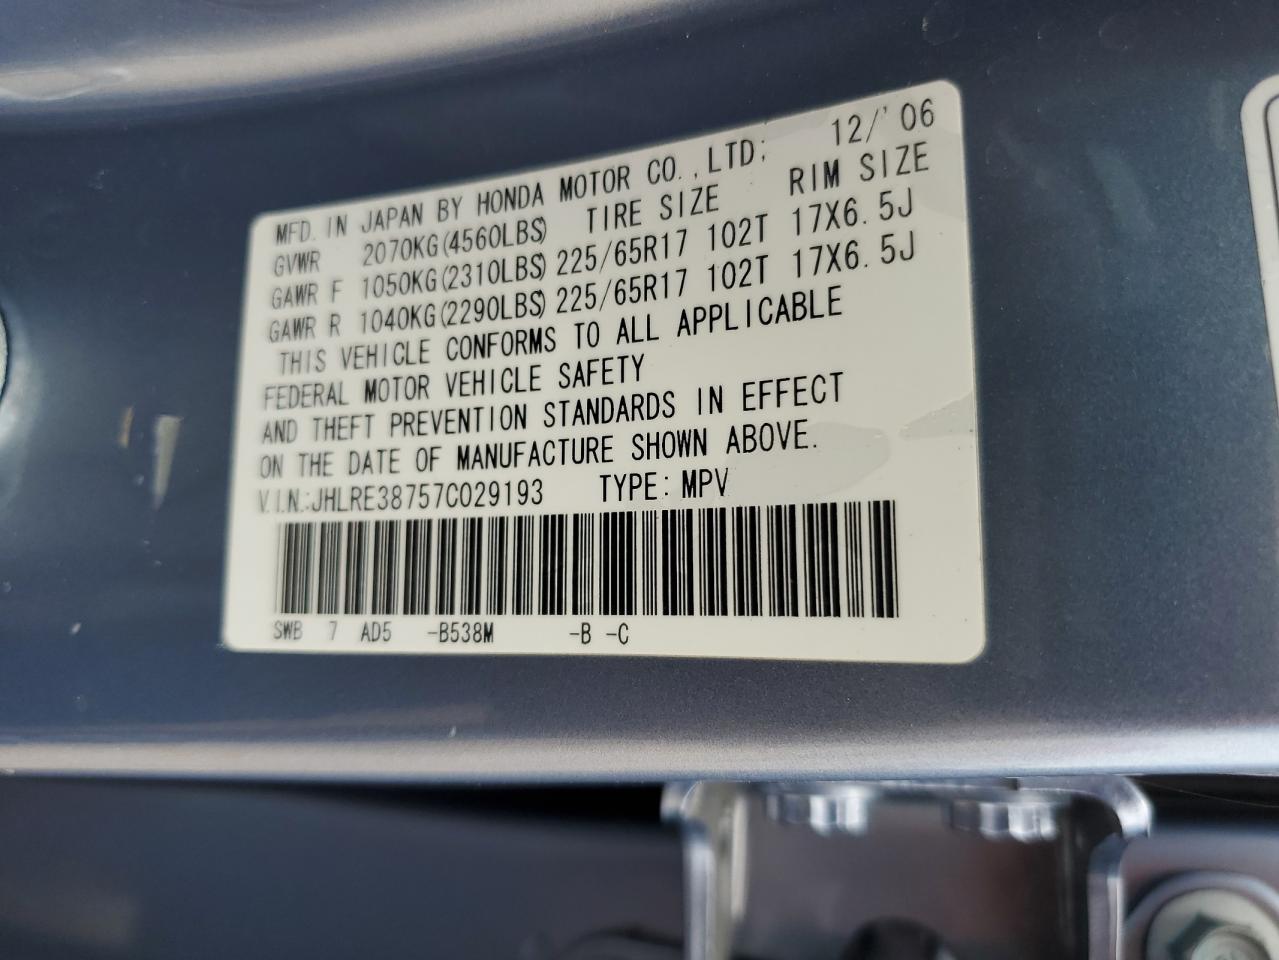 MFD. IN JAPAN BY HONDA MOTOR CO.,LTD; 12/'06
GVWR 2070KG(4560LBS) TIRE SIZE RIM SIZE
GAWR F 1050KG(2310LBS) 225/65R17 102T 17X6.5J
GAWR R 1040KG(2290LBS) 225/65R17 102T 17X6.5J
THIS VEHICLE CONFORMS TO ALL APPLICABLE
FEDERAL MOTOR VEHICLE SAFETY
AND THEFT PREVENTION STANDARDS IN EFFECT
ON THE DATE OF MANUFACTURE SHOWN ABOVE.
V.I.N.:JHLRE38757C029193 TYPE: MPV
SWB 7 AD5 -B538M -B -C